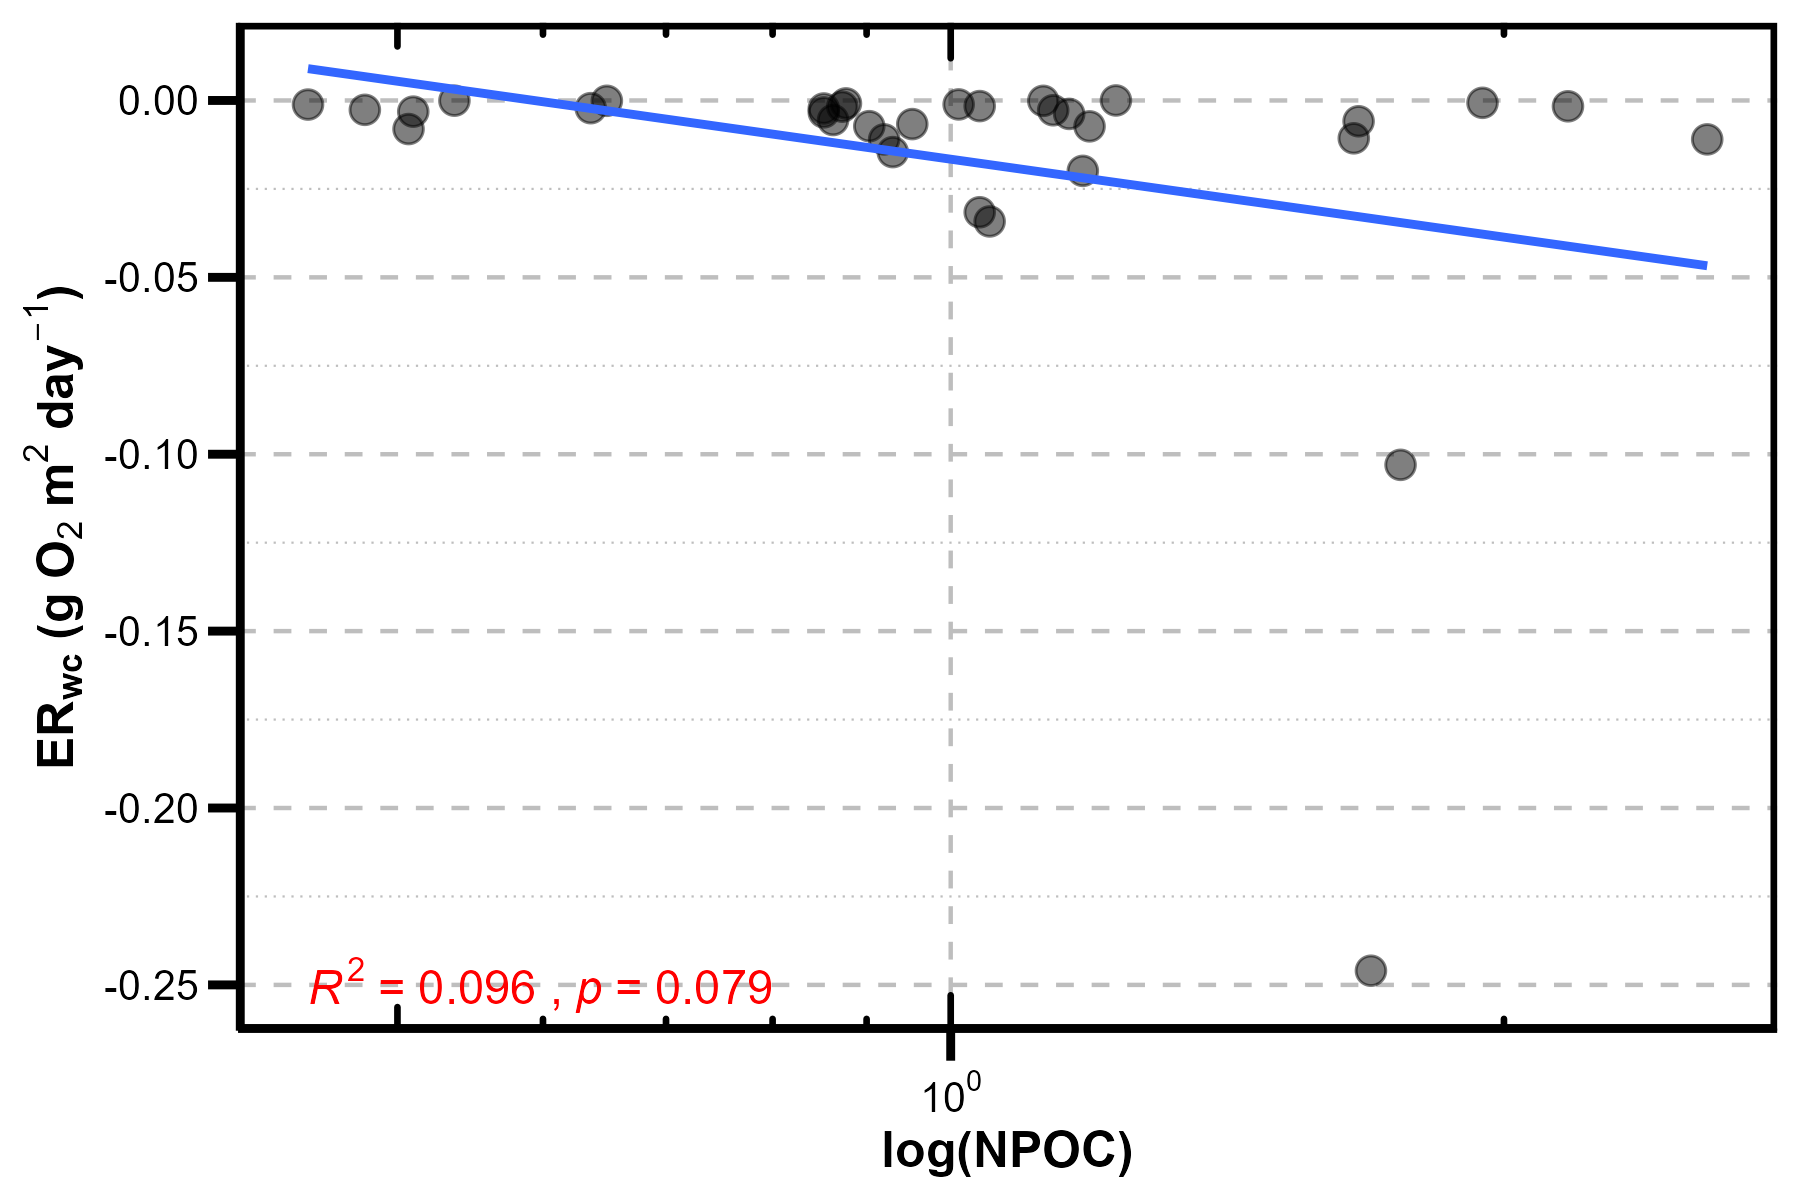 ERwc (g O₂ m² day⁻¹)
0.00
-0.05
-0.10
-0.15
-0.20
-0.25
R² = 0.096 , p = 0.079
10⁰
log(NPOC)